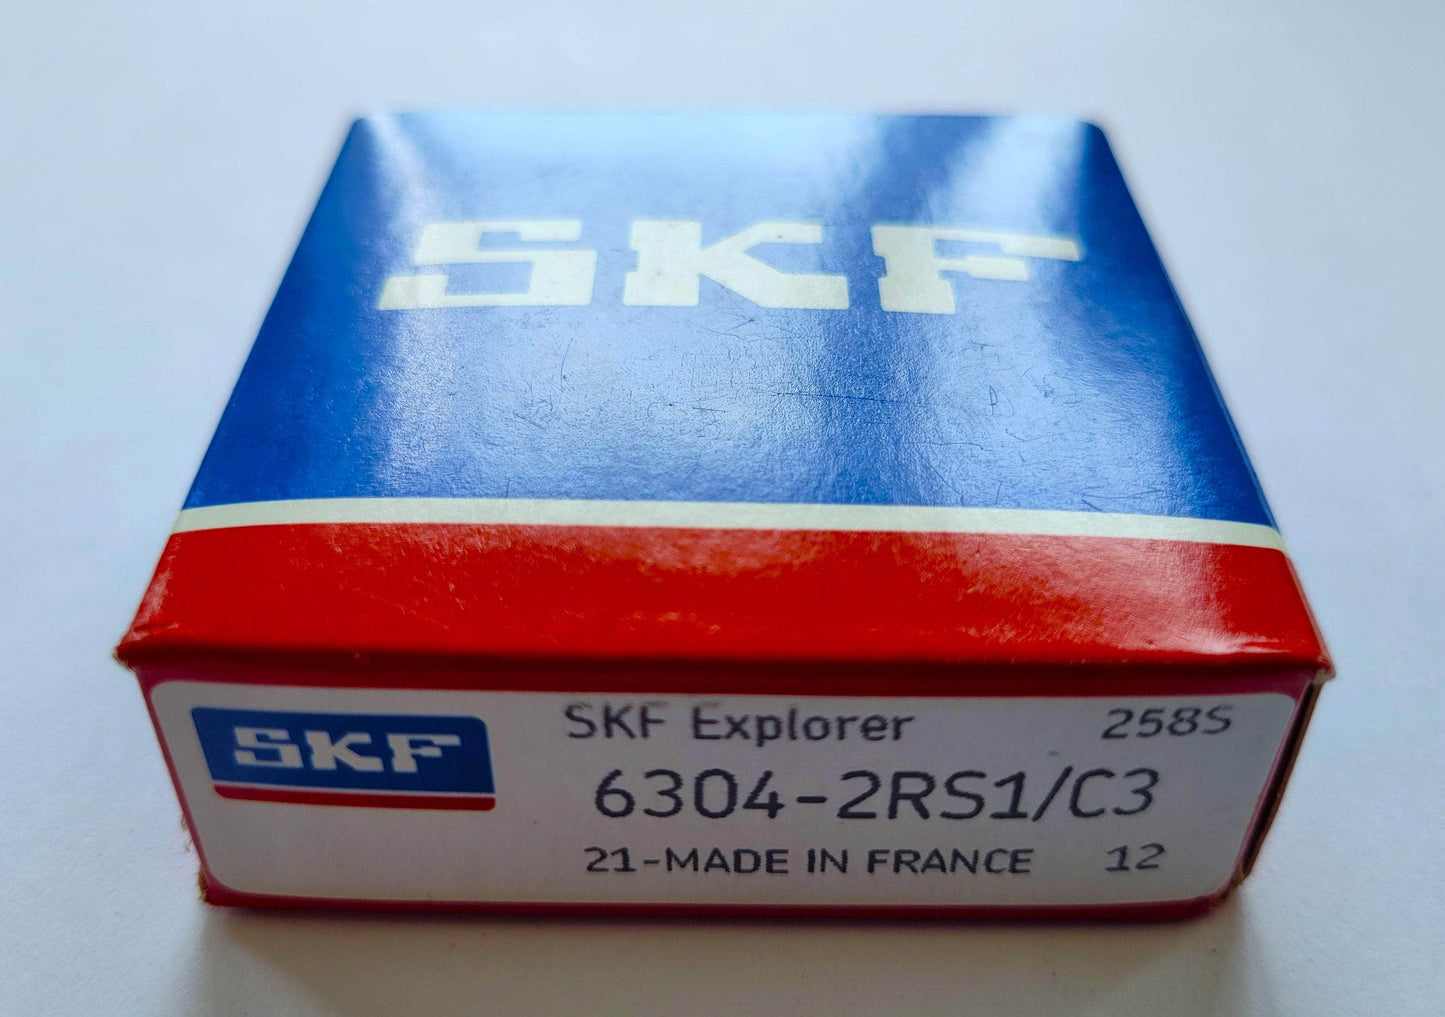 SKF
SKF
SKF Explorer 258S
6304-2RS1/C3
21-MADE IN FRANCE 12